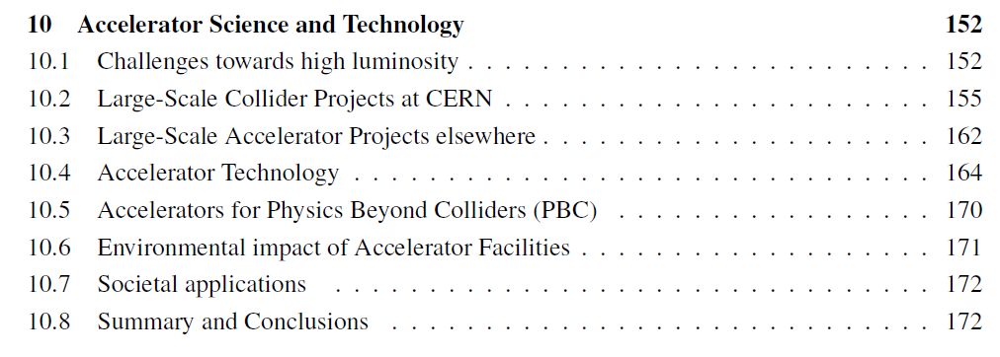 10 Accelerator Science and Technology 152
10.1 Challenges towards high luminosity . . . . . . . . . . . . . . . . . . . . . . . . . 152
10.2 Large-Scale Collider Projects at CERN . . . . . . . . . . . . . . . . . . . . . . . 155
10.3 Large-Scale Accelerator Projects elsewhere . . . . . . . . . . . . . . . . . . . . . 162
10.4 Accelerator Technology . . . . . . . . . . . . . . . . . . . . . . . . . . . . . . . 164
10.5 Accelerators for Physics Beyond Colliders (PBC) . . . . . . . . . . . . . . . . . 170
10.6 Environmental impact of Accelerator Facilities . . . . . . . . . . . . . . . . . . . 171
10.7 Societal applications . . . . . . . . . . . . . . . . . . . . . . . . . . . . . . . . 172
10.8 Summary and Conclusions . . . . . . . . . . . . . . . . . . . . . . . . . . . . . 172